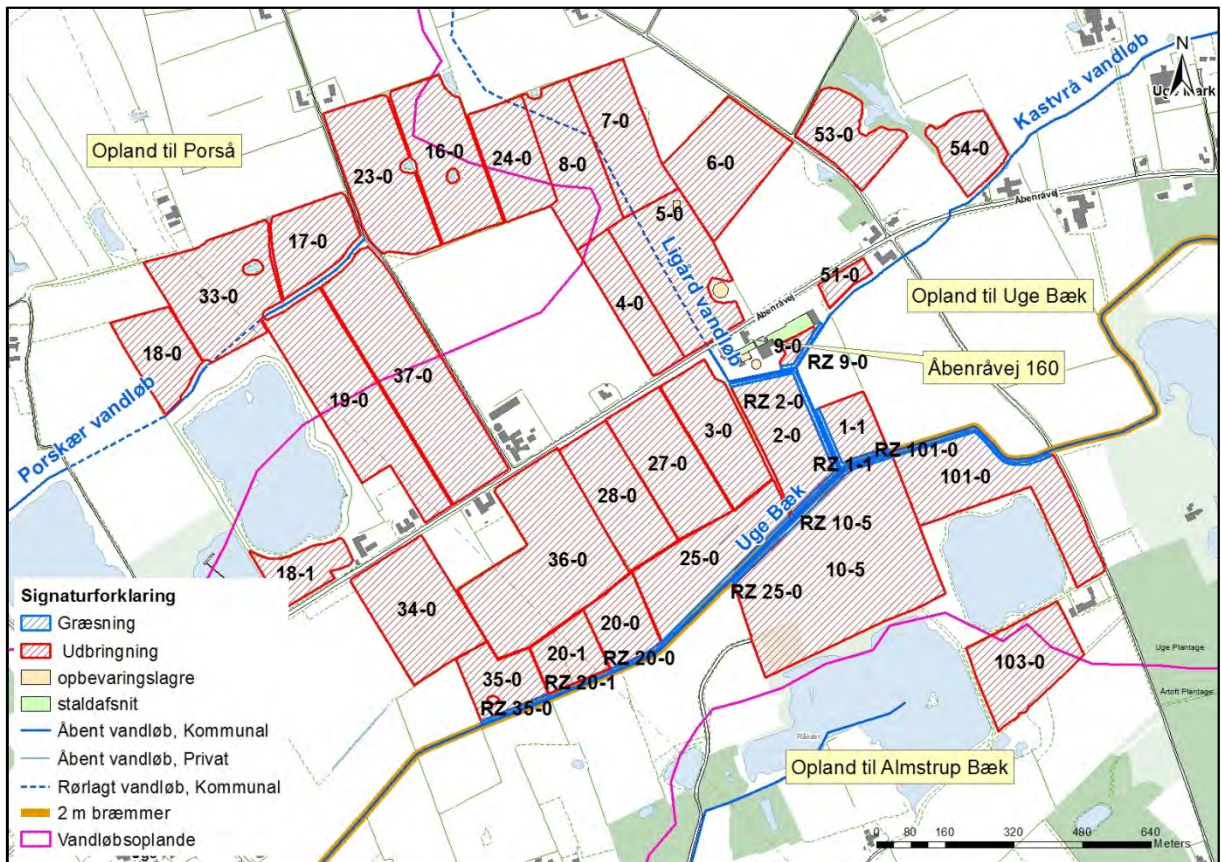 N
Kastvrå vandløb
7-0
53-0
54-0
Opland til Porså
16-0
24-0
8-0
6-0
23-0
Åbenråvej
5-0
17-0
Ligård vandløb
51-0
33-0
4-0
Åbenråvej
Opland til Uge Bæk
18-0
9-0
RZ 9-0
Åbenråvej 160
37-0
RZ 2-0
Porskær vandløb
19-0
3-0
2-0
1-1
RZ 101-0
27-0
RZ 1-1
101-0
28-0
Uge Bæk
RZ 10-5
36-0
25-0
10-5
18-1
34-0
RZ 25-0
20-0
20-1
RZ 20-0
35-0
RZ 20-1
RZ 35-0
103-0
Uge Plantage
Årtoft Plantage
Råkær
Opland til Almstrup Bæk
Signaturforklaring
Græsning
Udbringning
opbevaringslagre
staldafsnit
Åbent vandløb, Kommunal
Åbent vandløb, Privat
Rørlagt vandløb, Kommunal
2 m bræmmer
Vandløbsoplande
0 80 160 320 480 640
Meters